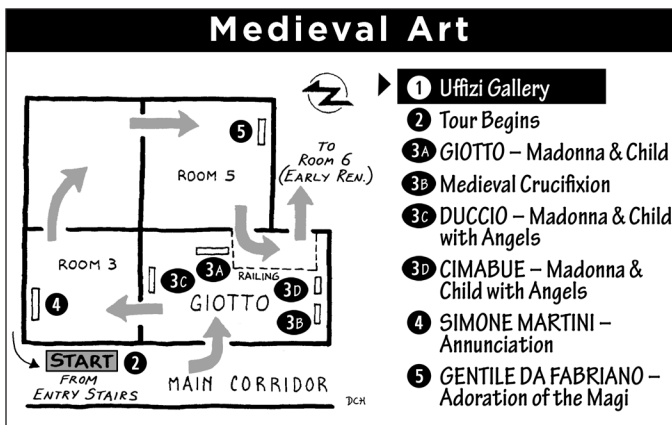 Medieval Art
1 Uffizi Gallery
2 Tour Begins
3A GIOTTO – Madonna & Child
3B Medieval Crucifixion
3C DUCCIO – Madonna & Child
with Angels
3D CIMABUE – Madonna &
Child with Angels
4 SIMONE MARTINI –
Annunciation
5 GENTILE DA FABRIANO –
Adoration of the Magi
5
TO
ROOM 6
(EARLY REN.)
ROOM 5
ROOM 3
3A
RAILING
3C
3D
GIOTTO
4
3B
START 2
FROM
ENTRY STAIRS
MAIN CORRIDOR
DCH